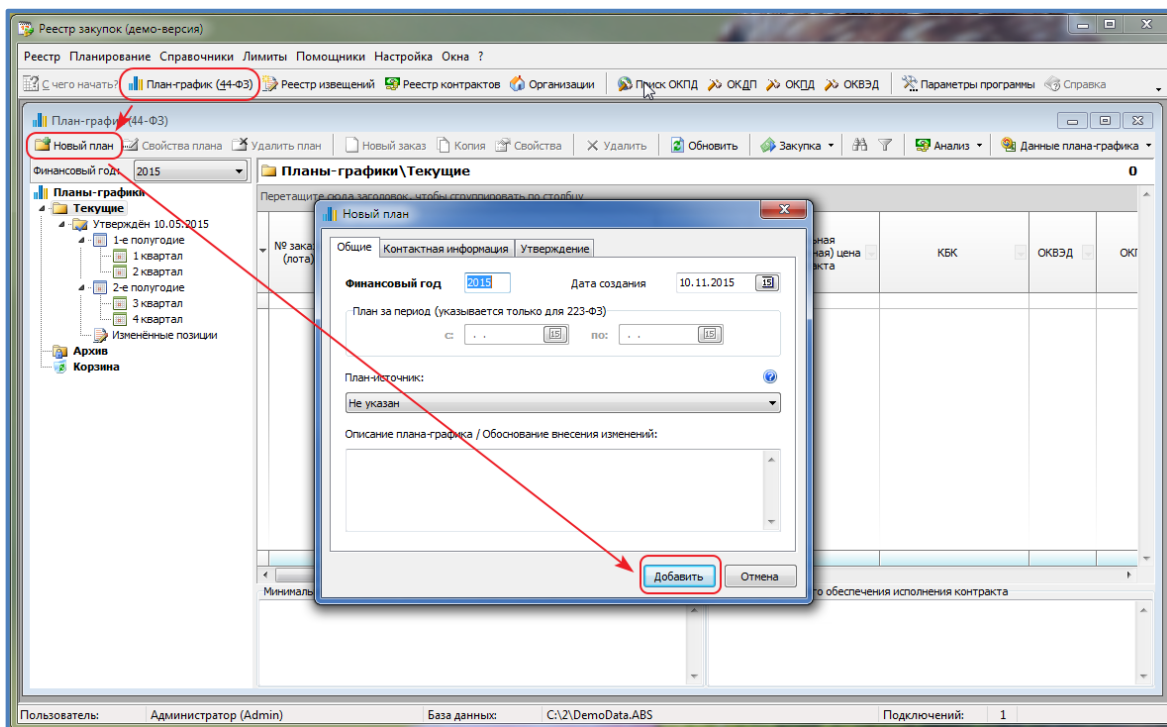 Реестр закупок (демо-версия)
Реестр Планирование Справочники Лимиты Помощники Настройка Окна ?
С чего начать? План-график (44-ФЗ) Реестр извещений Реестр контрактов Организации Поиск ОКПД ОКДП ОКПД ОКВЭД Параметры программы Справка
План-график (44-ФЗ)
Новый план Свойства плана Удалить план Новый заказ Копия Свойства Удалить Обновить Закупка Анализ Данные плана-графика
Финансовый год: 2015 Планы-графики\Текущие 0
Планы-графики
Перетащите сюда заголовок, чтобы сгруппировать по столбцу
Текущие
Утверждён 10.05.2015
1-е полугодие
1 квартал
2 квартал
2-е полугодие
3 квартал
4 квартал
Изменённые позиции
Архив
Корзина
№ зака
(лота)
ная) цена
КБК
ОКВЭД
Новый план
Общие Контактная информация Утверждение
Финансовый год 2015 Дата создания 10.11.2015
План за период (указывается только для 223-ФЗ)
с: . . по: . .
План-источник:
Не указан
Описание плана-графика / Обоснование внесения изменений:
Добавить Отмена
Минималь
о обеспечения исполнения контракта
Пользователь: Администратор (Admin) База данных: C:\2\DemoData.ABS Подключений: 1